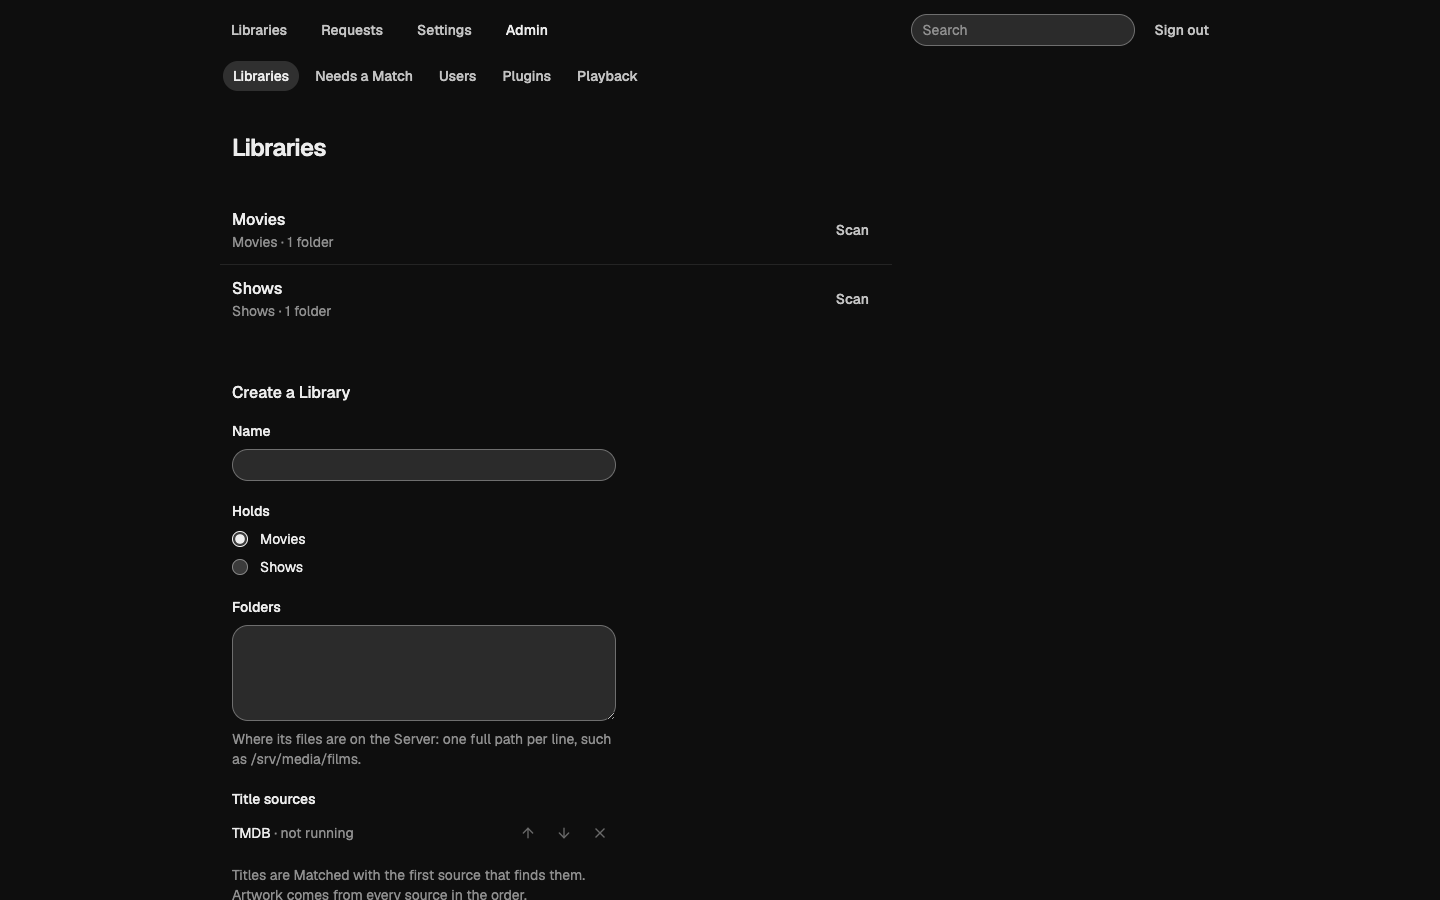 Libraries
Requests
Settings
Admin
Search
Sign out
Libraries
Needs a Match
Users
Plugins
Playback
Libraries
Movies
Movies · 1 folder
Scan
Shows
Shows · 1 folder
Scan
Create a Library
Name
Holds
Movies
Shows
Folders
Where its files are on the Server: one full path per line, such
as /srv/media/films.
Title sources
TMDB · not running
Titles are Matched with the first source that finds them.
Artwork comes from every source in the order.